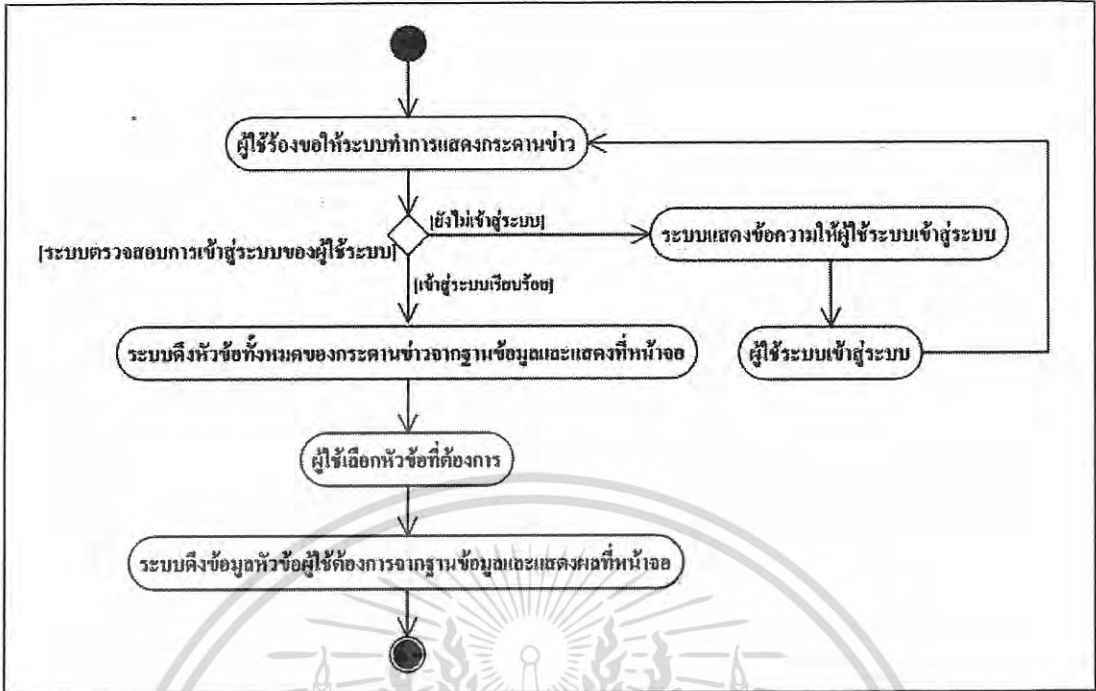 ผู้ใช้ร้องขอให้ระบบทำการแสดงกระดานข่าว
[ยังไม่เข้าสู่ระบบ]
ระบบแสดงข้อความให้ผู้ใช้ระบบเข้าสู่ระบบ
[ระบบตรวจสอบการเข้าสู่ระบบของผู้ใช้ระบบ]
[เข้าสู่ระบบเรียบร้อย]
ระบบดึงหัวข้อทั้งหมดของกระดานข่าวจากฐานข้อมูลและแสดงที่หน้าจอ
ผู้ใช้ระบบเข้าสู่ระบบ
ผู้ใช้เลือกหัวข้อที่ต้องการ
ระบบดึงข้อมูลหัวข้อผู้ใช้ต้องการจากฐานข้อมูลและแสดงผลที่หน้าจอ